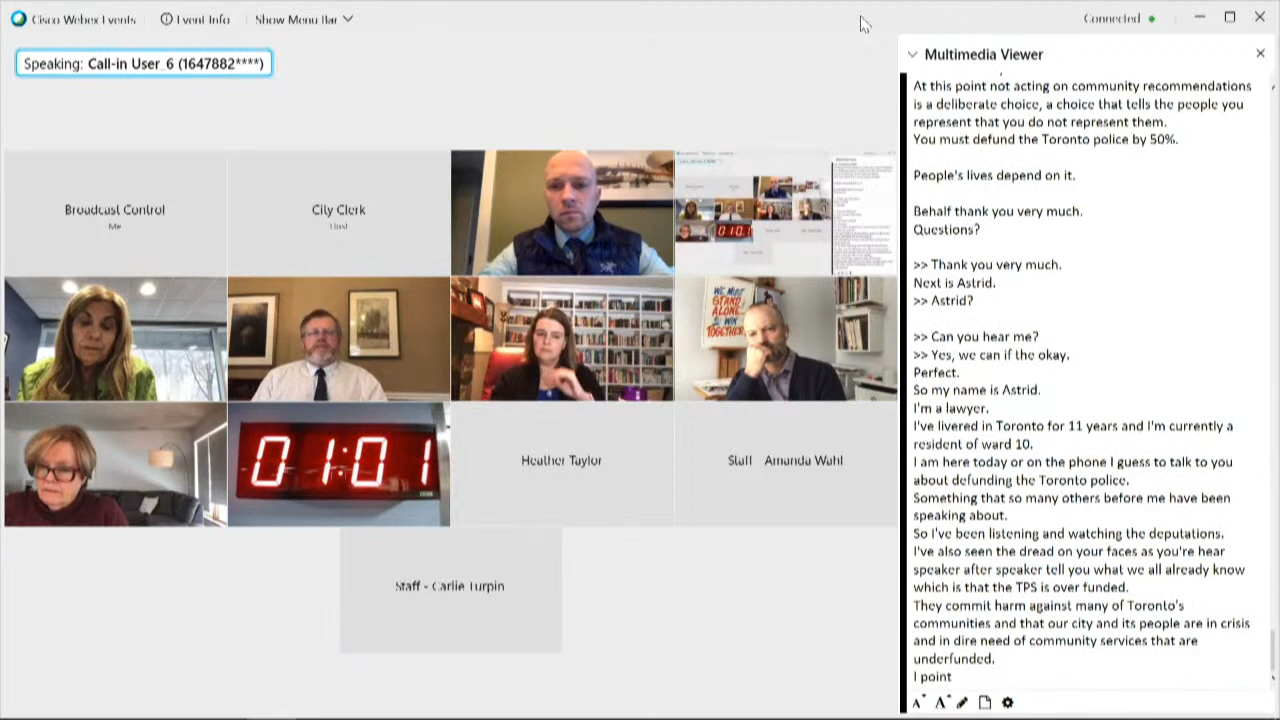 Cisco Webex Events
Event Info
Show Menu Bar
Connected
Speaking: Call-in User_6 (1647882****)
Multimedia Viewer
At this point not acting on community recommendations
is a deliberate choice, a choice that tells the people you
represent that you do not represent them.
You must defund the Toronto police by 50%.
People's lives depend on it.
Behalf thank you very much.
Questions?
>> Thank you very much.
Next is Astrid.
>> Astrid?
>> Can you hear me?
>> Yes, we can if the okay.
Perfect.
So my name is Astrid.
I'm a lawyer.
I've livered in Toronto for 11 years and I'm currently a
resident of ward 10.
I am here today or on the phone I guess to talk to you
about defunding the Toronto police.
Something that so many others before me have been
speaking about.
So I've been listening and watching the deputations.
I've also seen the dread on your faces as you're hear
speaker after speaker tell you what we all already know
which is that the TPS is over funded.
They commit harm against many of Toronto's
communities and that our city and its people are in crisis
and in dire need of community services that are
underfunded.
I point
Broadcast
Me
City Clerk
Host
WE MUST
STAND
ALONE
WIN
TOGETHER
01:01
Heather Taylor
Staff Amanda Wahl
Staff - Carlie Turpin